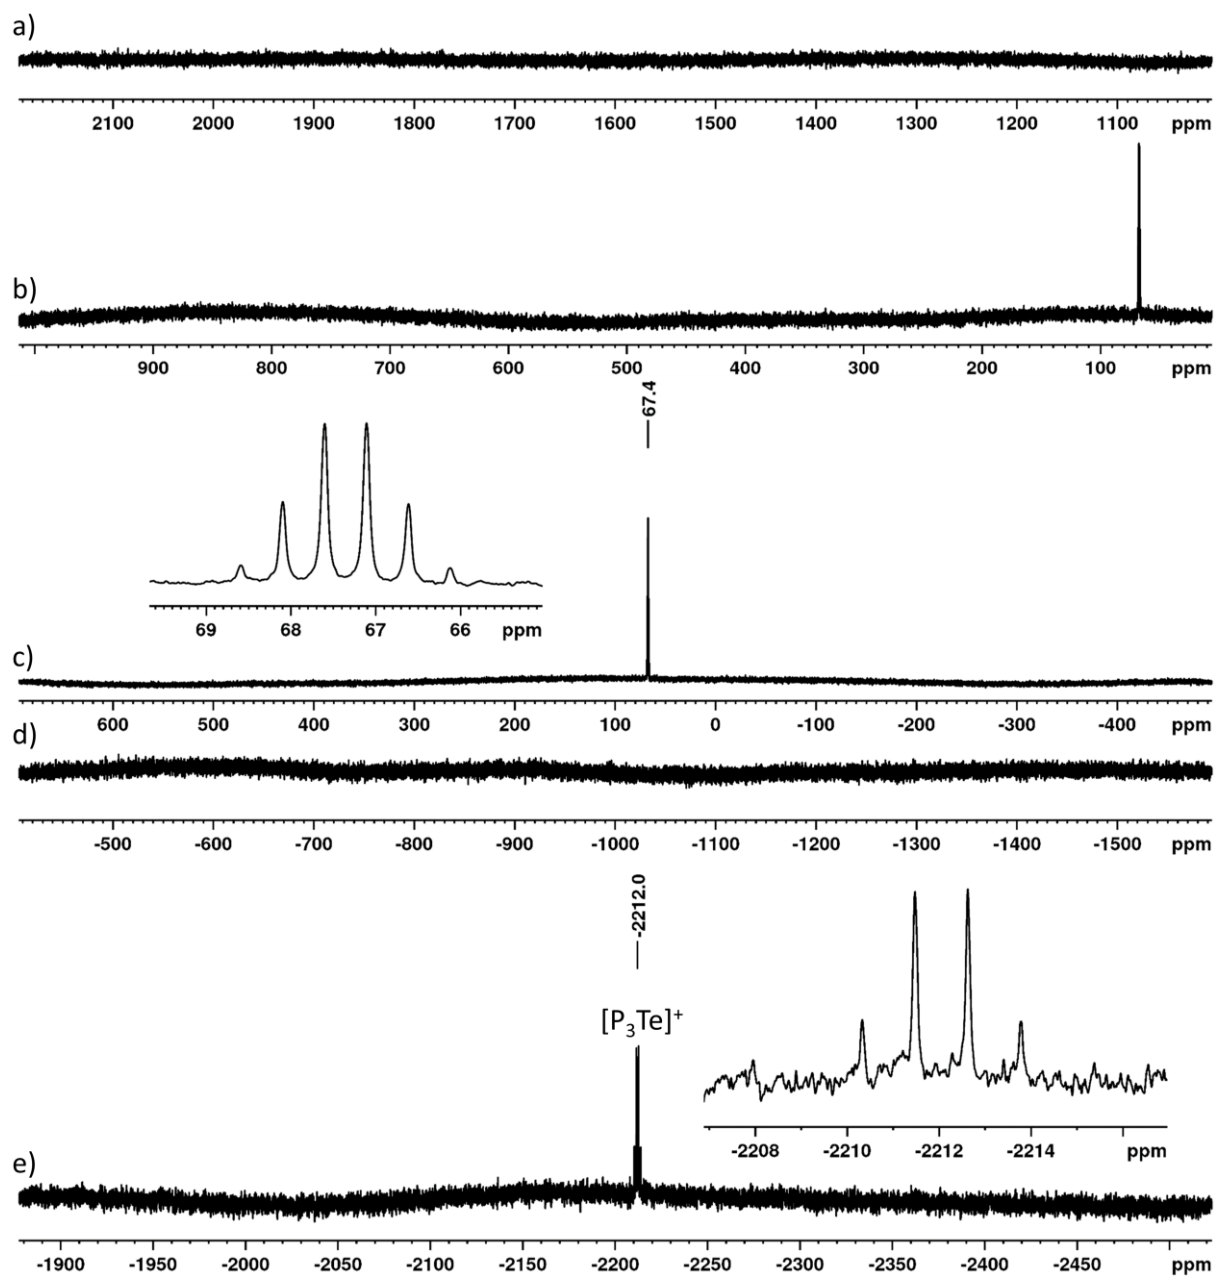 a)
2100 2000 1900 1800 1700 1600 1500 1400 1300 1200 1100 ppm
b)
900 800 700 600 500 400 300 200 100 ppm
67.4
69 68 67 66 ppm
c)
600 500 400 300 200 100 0 -100 -200 -300 -400 ppm
d)
-500 -600 -700 -800 -900 -1000 -1100 -1200 -1300 -1400 -1500 ppm
-2212.0
[P₃Te]⁺
-2208 -2210 -2212 -2214 ppm
e)
-1900 -1950 -2000 -2050 -2100 -2150 -2200 -2250 -2300 -2350 -2400 -2450 ppm